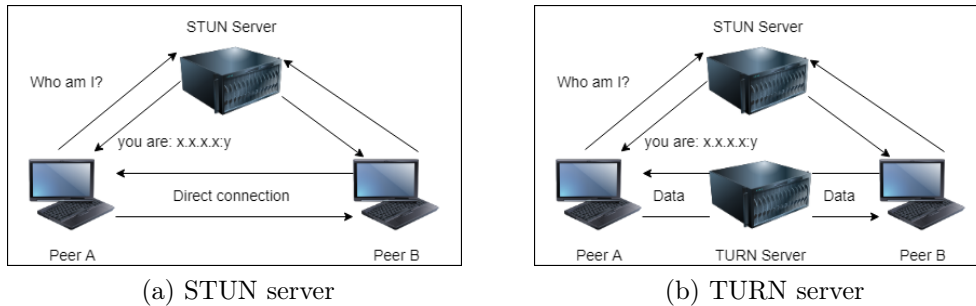 STUN Server
Who am I?
you are: x.x.x.x:y
Direct connection
Peer A
Peer B
(a) STUN server
STUN Server
Who am I?
you are: x.x.x.x:y
Data
Data
Peer A
TURN Server
Peer B
(b) TURN server